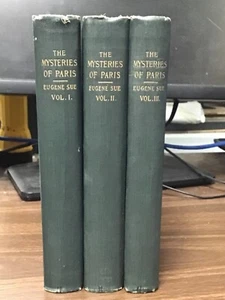 THE
MYSTERIES
OF PARIS
EUGENE SUE
VOL. I.
THE
MYSTERIES
OF PARIS
EUGENE SUE
VOL. II.
THE
MYSTERIES
OF PARIS
EUGENE SUE
VOL. III.